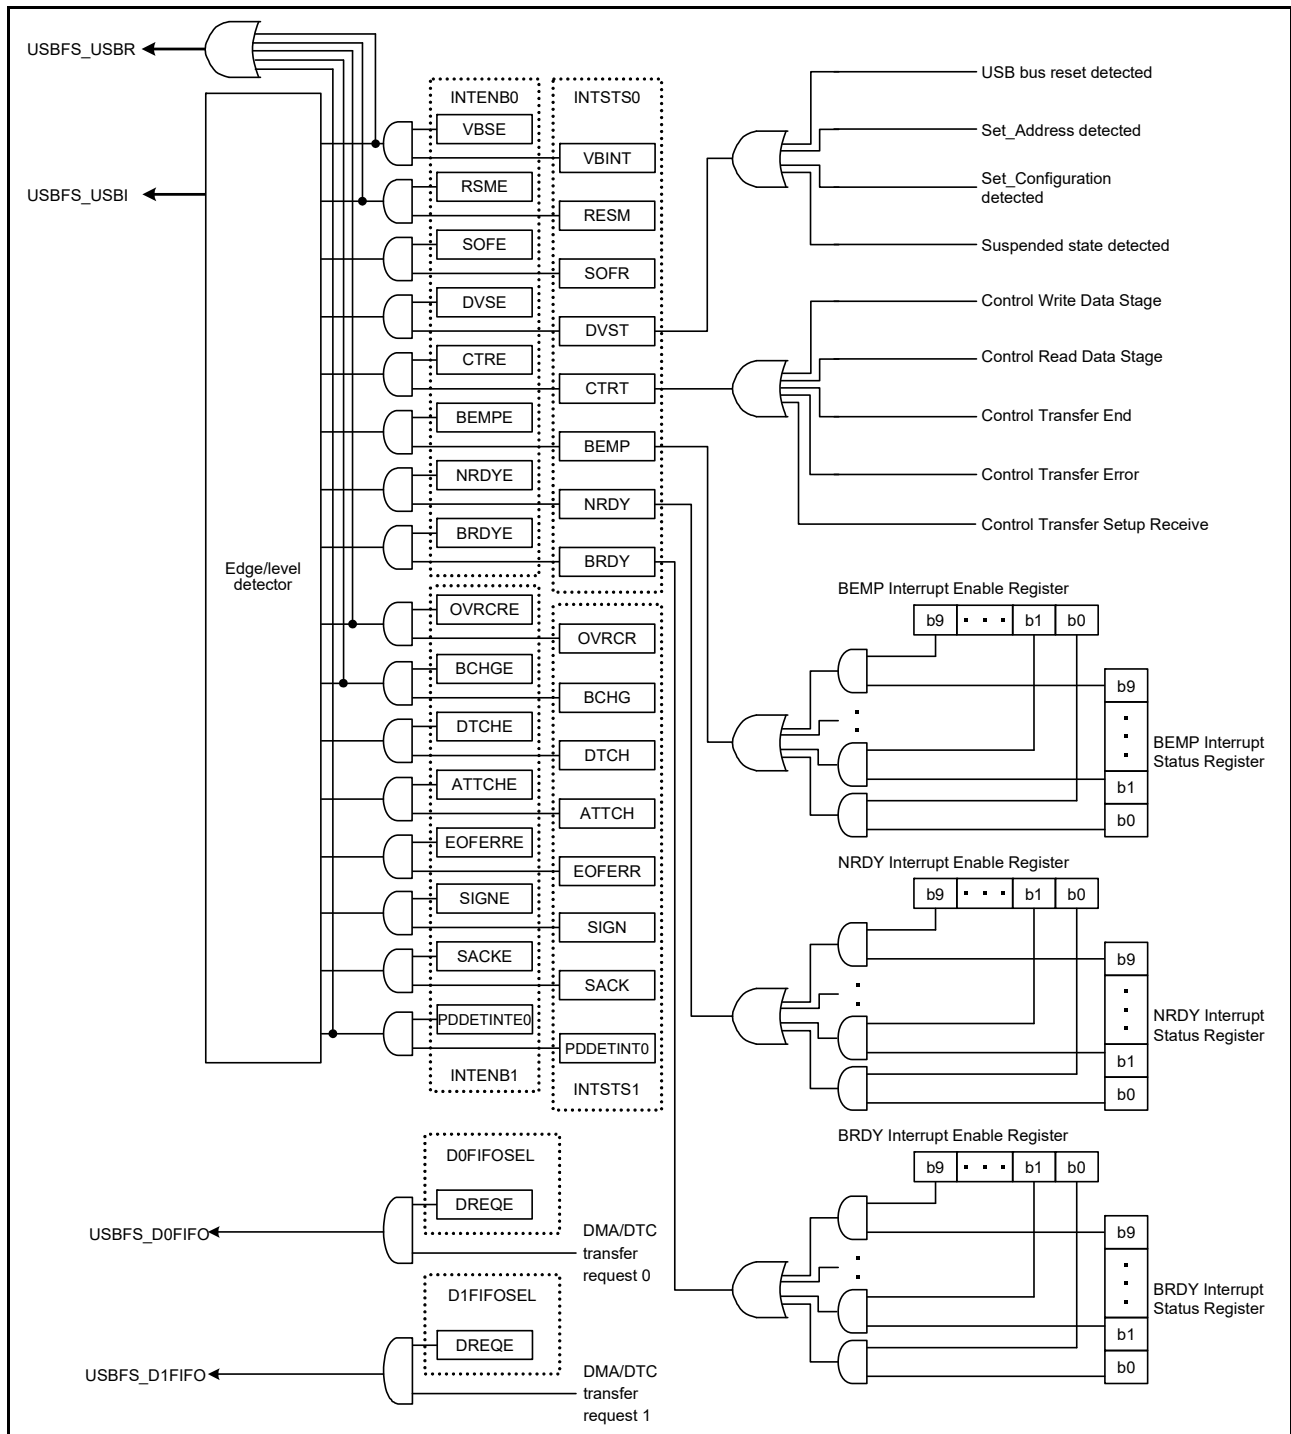 USBFS_USBR
USBFS_USBI
Edge/level
detector
INTENB0
VBSE
RSME
SOFE
DVSE
CTRE
BEMPE
NRDYE
BRDYE
OVRCRE
BCHGE
DTCHE
ATTCHE
EOFERRE
SIGNE
SACKE
PDDETINTE0
INTENB1
INTSTS0
VBINT
RESM
SOFR
DVST
CTRT
BEMP
NRDY
BRDY
OVRCR
BCHG
DTCH
ATTCH
EOFERR
SIGN
SACK
PDDETINT0
INTSTS1
USB bus reset detected
Set_Address detected
Set_Configuration
detected
Suspended state detected
Control Write Data Stage
Control Read Data Stage
Control Transfer End
Control Transfer Error
Control Transfer Setup Receive
BEMP Interrupt Enable Register
b9 · · · b1 b0
b9
b1
b0
BEMP Interrupt
Status Register
NRDY Interrupt Enable Register
b9 · · · b1 b0
b9
b1
b0
NRDY Interrupt
Status Register
BRDY Interrupt Enable Register
b9 · · · b1 b0
b9
b1
b0
BRDY Interrupt
Status Register
D0FIFOSEL
DREQE
USBFS_D0FIFO
DMA/DTC
transfer
request 0
D1FIFOSEL
DREQE
USBFS_D1FIFO
DMA/DTC
transfer
request 1